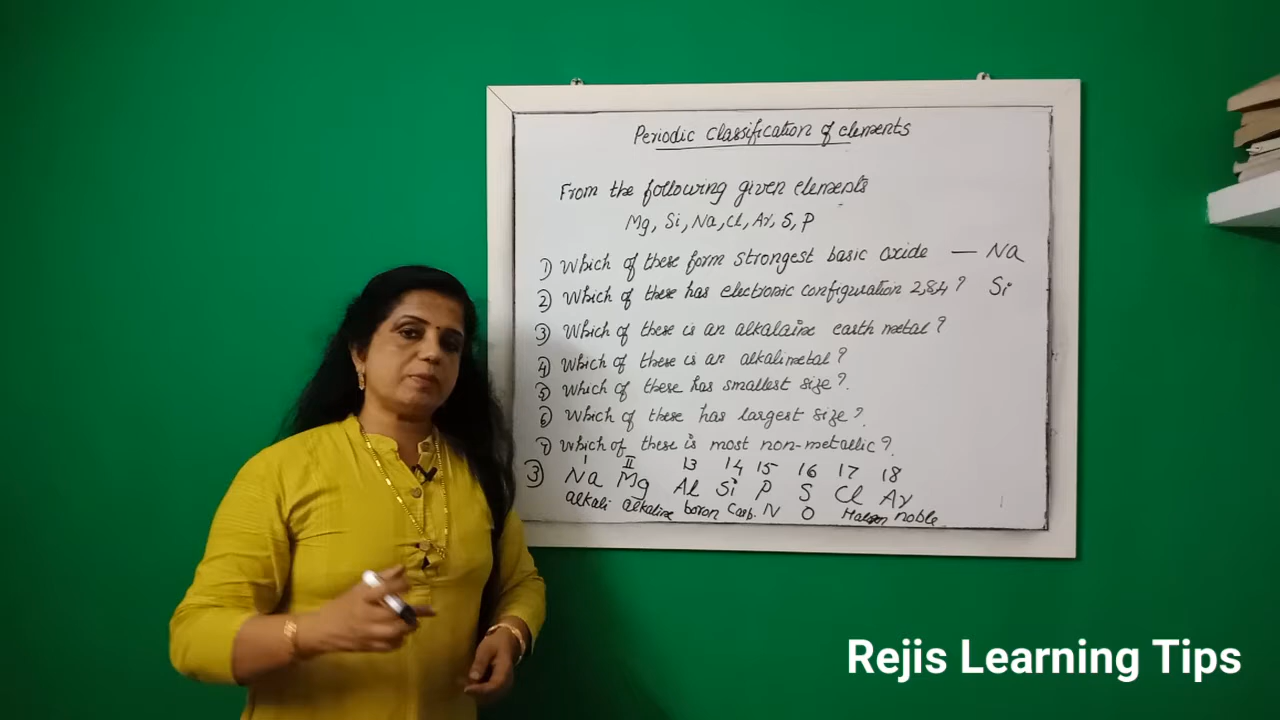 Periodic classification of elements
From the following given elements
Mg, Si, Na, Cl, Ar, S, P
1) Which of these form strongest basic oxide — Na
2) Which of these has electronic configuration 2,8,4? Si
3) Which of these is an alkalaine earth metal?
4) Which of these is an alkalimetal?
5) Which of these has smallest size?.
6) Which of these has largest size?
7) Which of these is most non-metallic?
1 II 13 14 15 16 17 18
3) Na Mg Al Si P S Cl Ar
alkali alkaline boron Carb. N O noble
Rejis Learning Tips